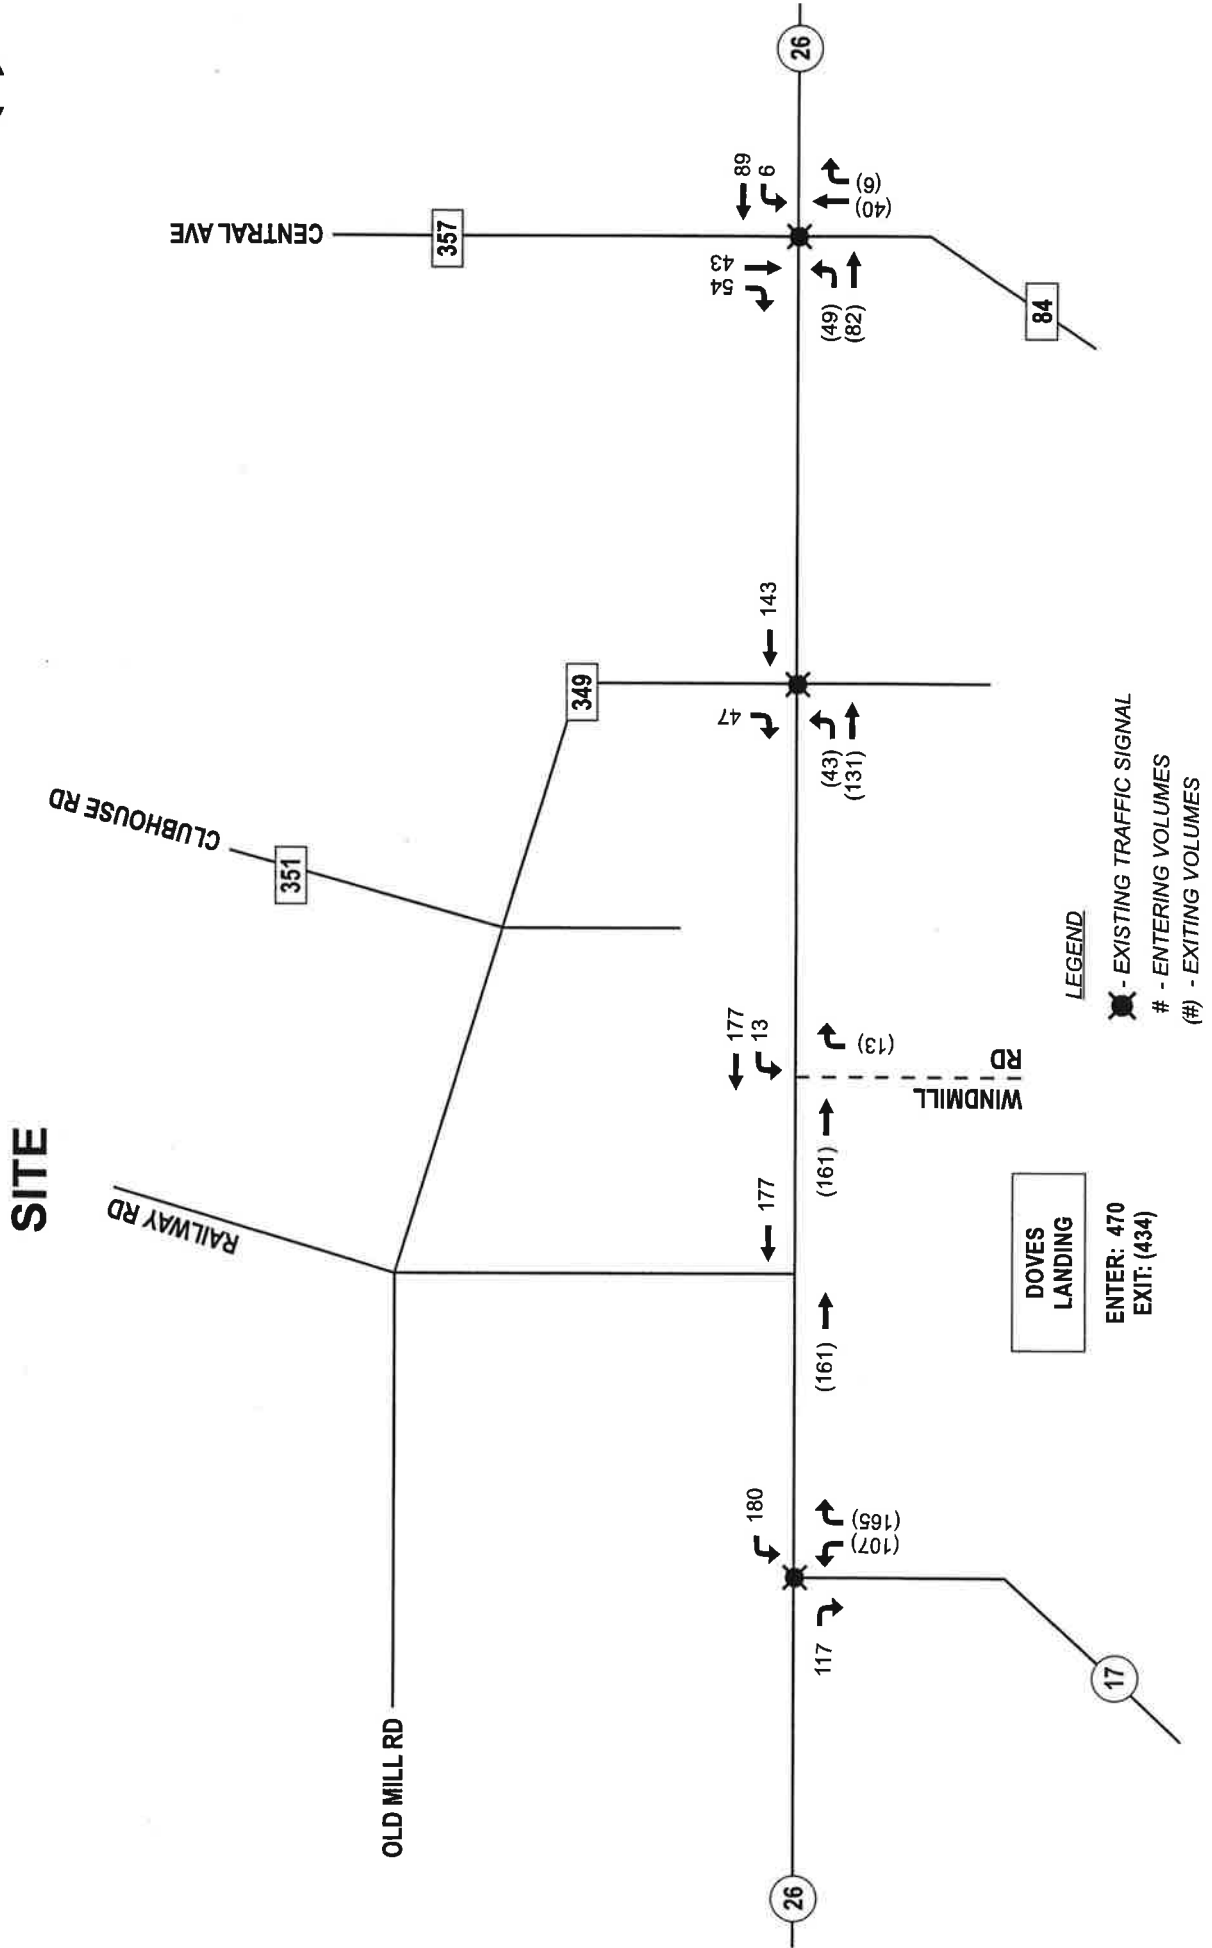 SITE
OLD MILL RD
RAILWAY RD
CLUBHOUSE RD
351
349
CENTRAL AVE
357
26
117
180
(107)
(165)
17
(161)
177
(161)
177
13
(13)
WINDMILL
RD
47
143
(43)
(131)
54
43
89
6
(49)
(82)
(40)
(6)
84
26
DOVES
LANDING
ENTER: 470
EXIT: (434)
LEGEND
- EXISTING TRAFFIC SIGNAL
# - ENTERING VOLUMES
(#) - EXITING VOLUMES